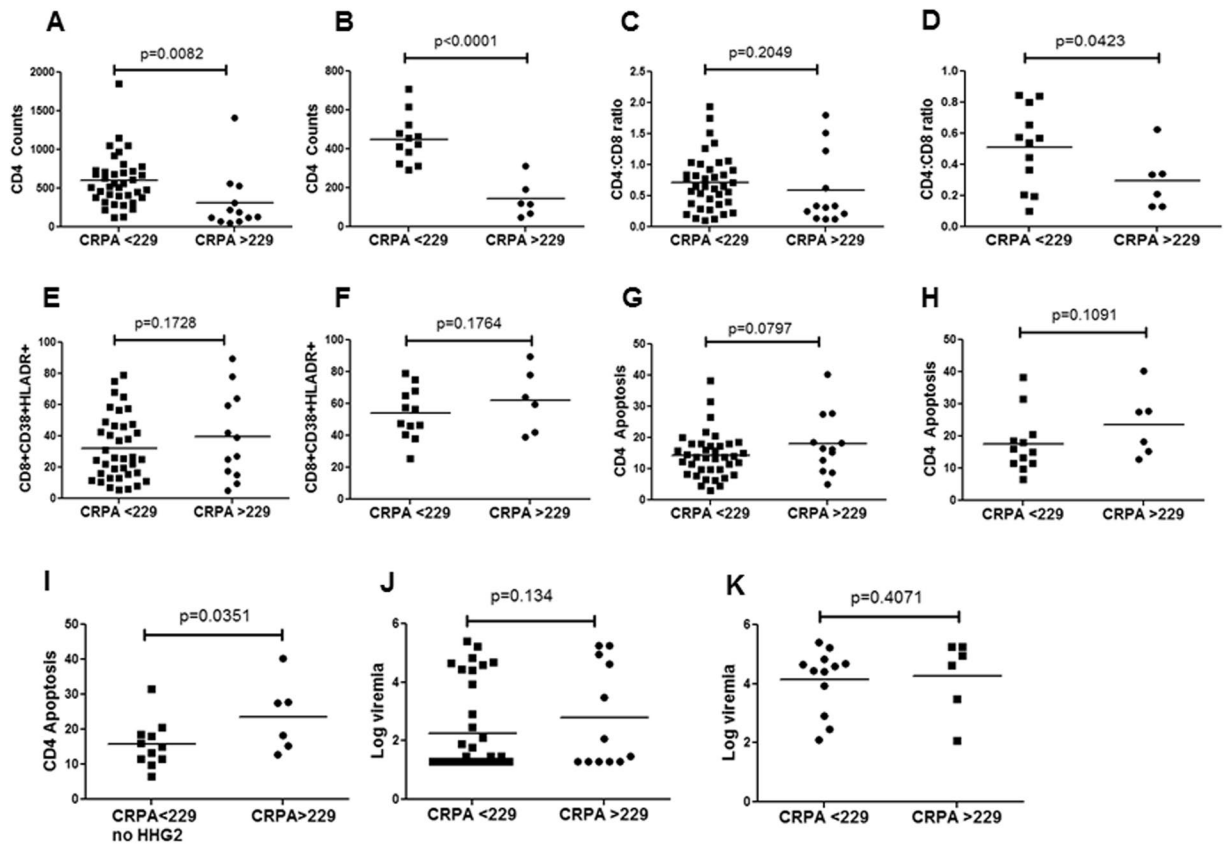 A
p=0.0082
CD4 Counts
2000
1500
1000
500
0
CRPA <229
CRPA >229
B
p<0.0001
CD4 Counts
800
600
400
200
0
CRPA <229
CRPA >229
C
p=0.2049
CD4:CD8 ratio
2.5
2.0
1.5
1.0
0.5
0.0
CRPA <229
CRPA >229
D
p=0.0423
CD4:CD8 ratio
1.0
0.8
0.6
0.4
0.2
0.0
CRPA <229
CRPA >229
E
p=0.1728
CD8+CD38+HLADR+
100
80
60
40
20
0
CRPA <229
CRPA >229
F
p=0.1764
CD8+CD38+HLADR+
100
80
60
40
20
0
CRPA <229
CRPA >229
G
p=0.0797
CD4 Apoptosis
50
40
30
20
10
0
CRPA <229
CRPA >229
H
p=0.1091
CD4 Apoptosis
50
40
30
20
10
0
CRPA <229
CRPA >229
I
p=0.0351
CD4 Apoptosis
50
40
30
20
10
0
CRPA<229
no HHG2
CRPA>229
J
p=0.134
Log viremia
6
4
2
0
CRPA <229
CRPA >229
K
p=0.4071
Log viremia
6
4
2
0
CRPA <229
CRPA >229